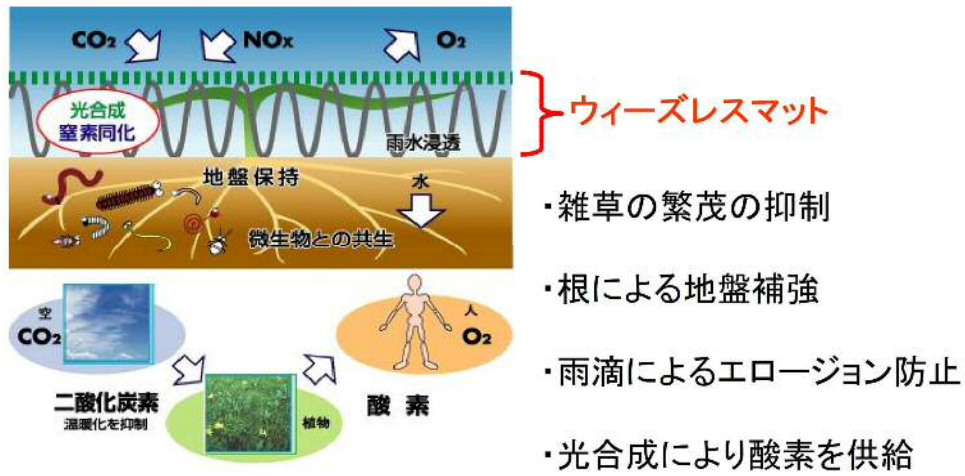 CO2 NOx O2
光合成
窒素同化
雨水浸透
ウィーズレスマット
地盤保持
水
微生物との共生
・雑草の繁茂の抑制
・根による地盤補強
・雨滴によるエロージョン防止
・光合成により酸素を供給
空
CO2
人
O2
二酸化炭素
温暖化を抑制
植物
酸素